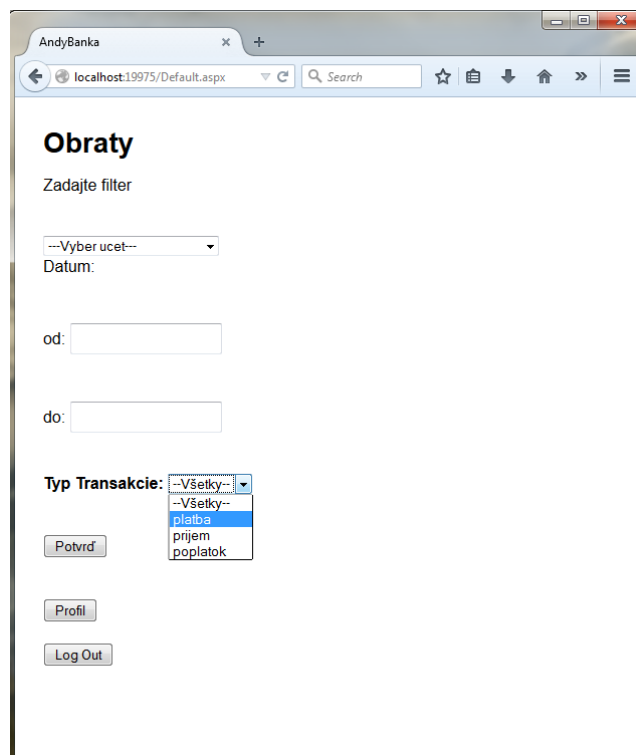 AndyBanka
localhost:19975/Default.aspx
Search
Obraty
Zadajte filter
---Vyber ucet---
Datum:
od:
do:
Typ Transakcie: --Všetky--
--Všetky--
platba
prijem
poplatok
Potvrď
Profil
Log Out